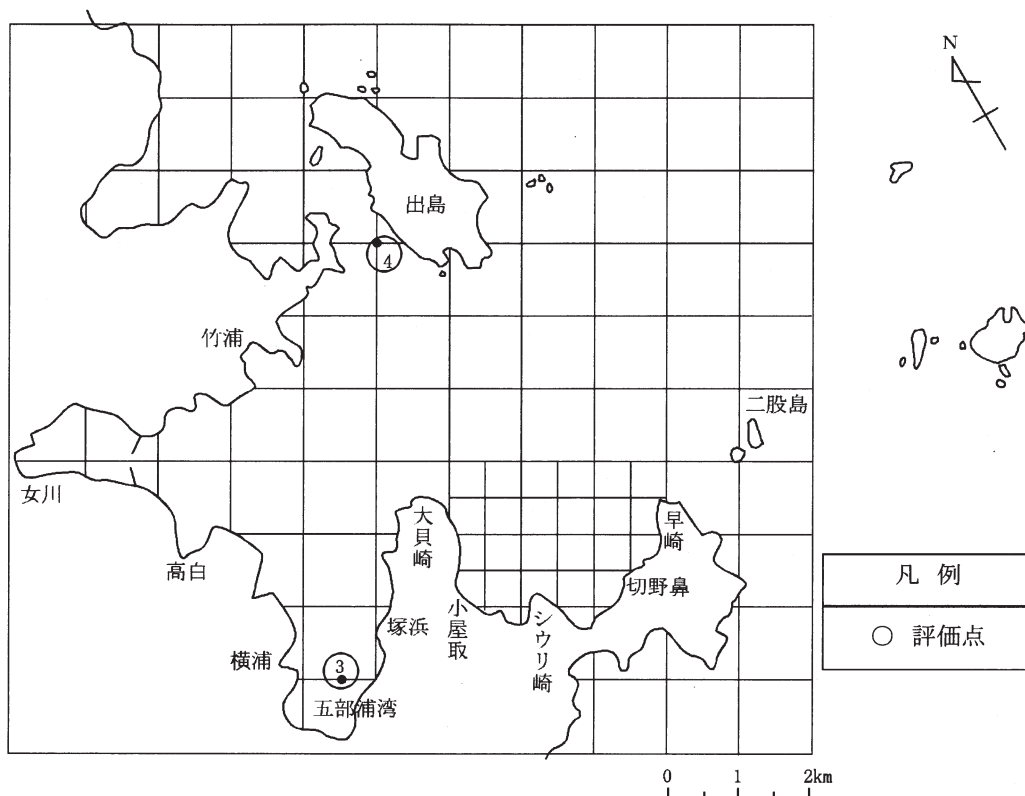 N
出島
4
竹浦
二股島
女川
大貝崎
早崎
高白
切野鼻
小屋取
シウリ崎
塚浜
横浦
3
五部浦湾
凡 例
○ 評価点
0 1 2km